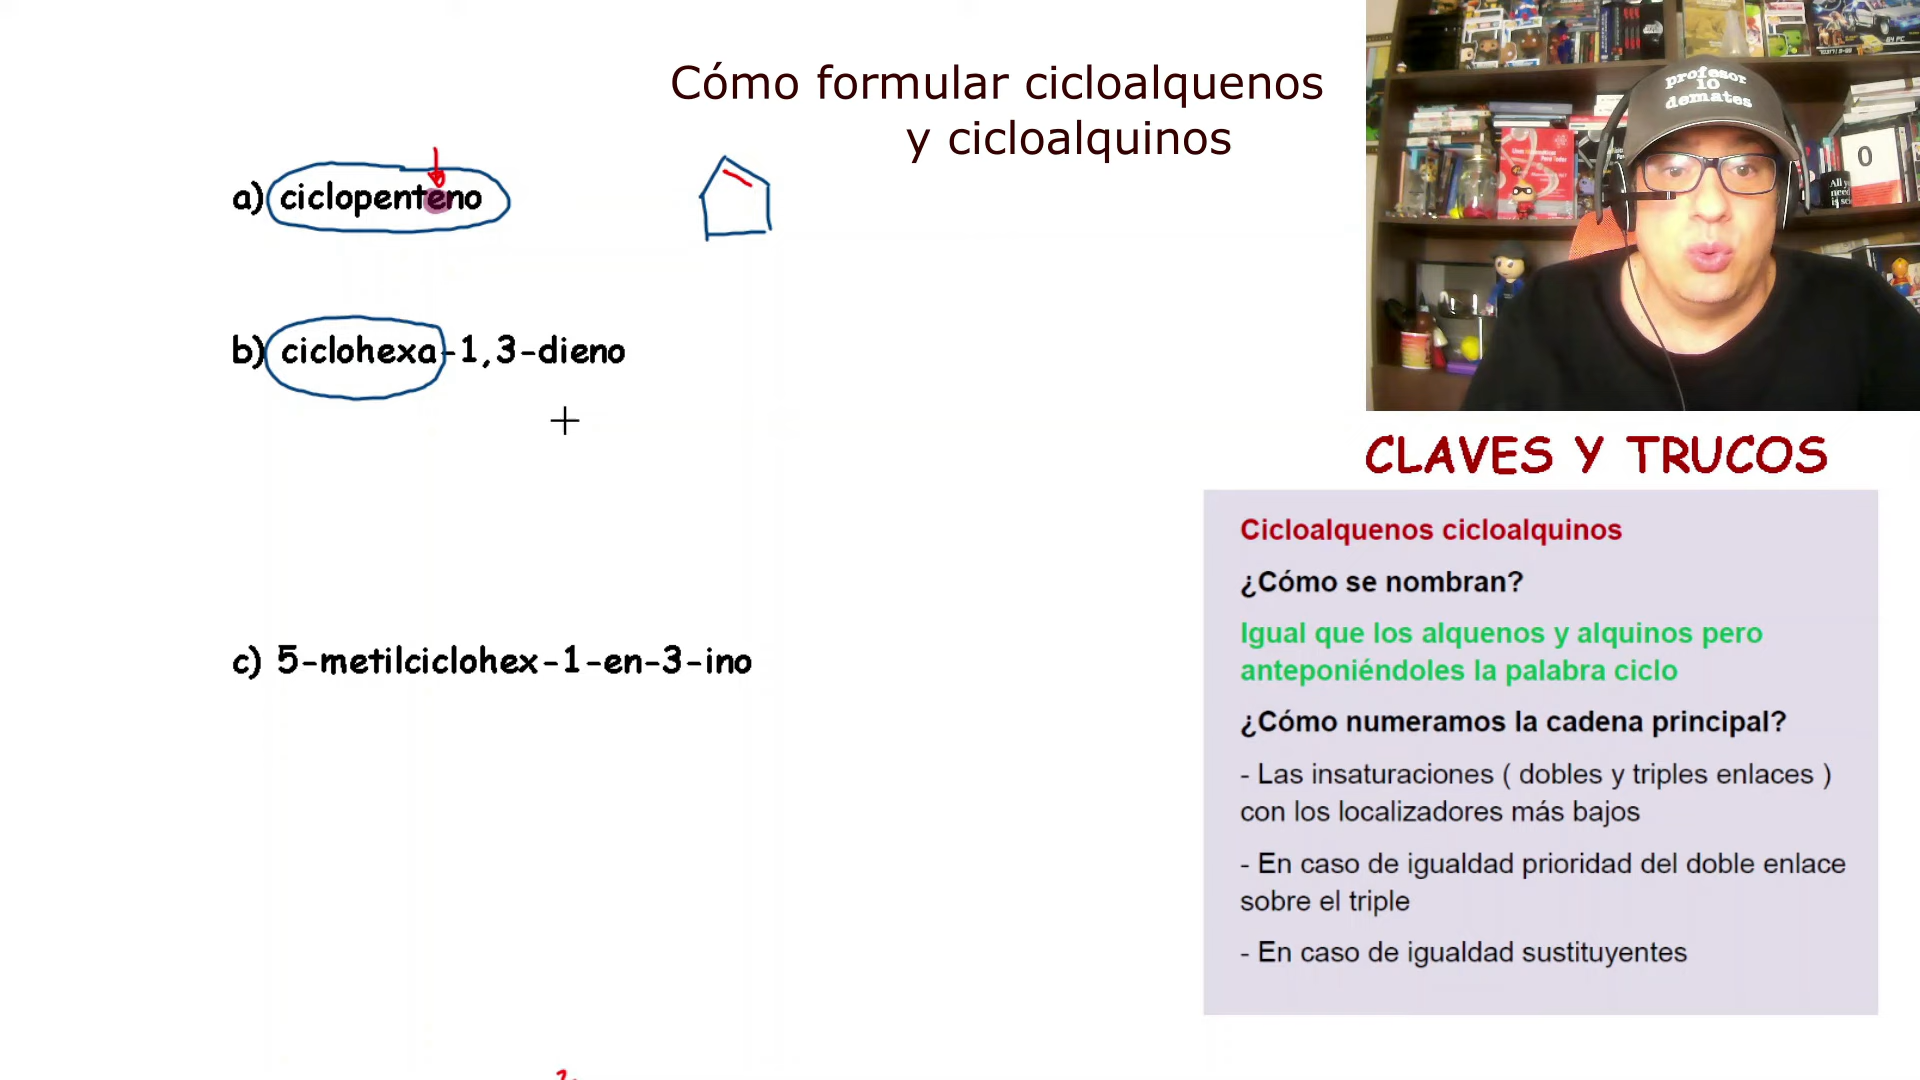 Cómo formular cicloalquenos
y cicloalquinos
a) ciclopenteno
b) ciclohexa-1,3-dieno
c) 5-metilciclohex-1-en-3-ino
profesor
10
demates
0
CLAVES Y TRUCOS
Cicloalquenos cicloalquinos
¿Cómo se nombran?
Igual que los alquenos y alquinos pero
anteponiéndoles la palabra ciclo
¿Cómo numeramos la cadena principal?
- Las insaturaciones ( dobles y triples enlaces )
con los localizadores más bajos
- En caso de igualdad prioridad del doble enlace
sobre el triple
- En caso de igualdad sustituyentes